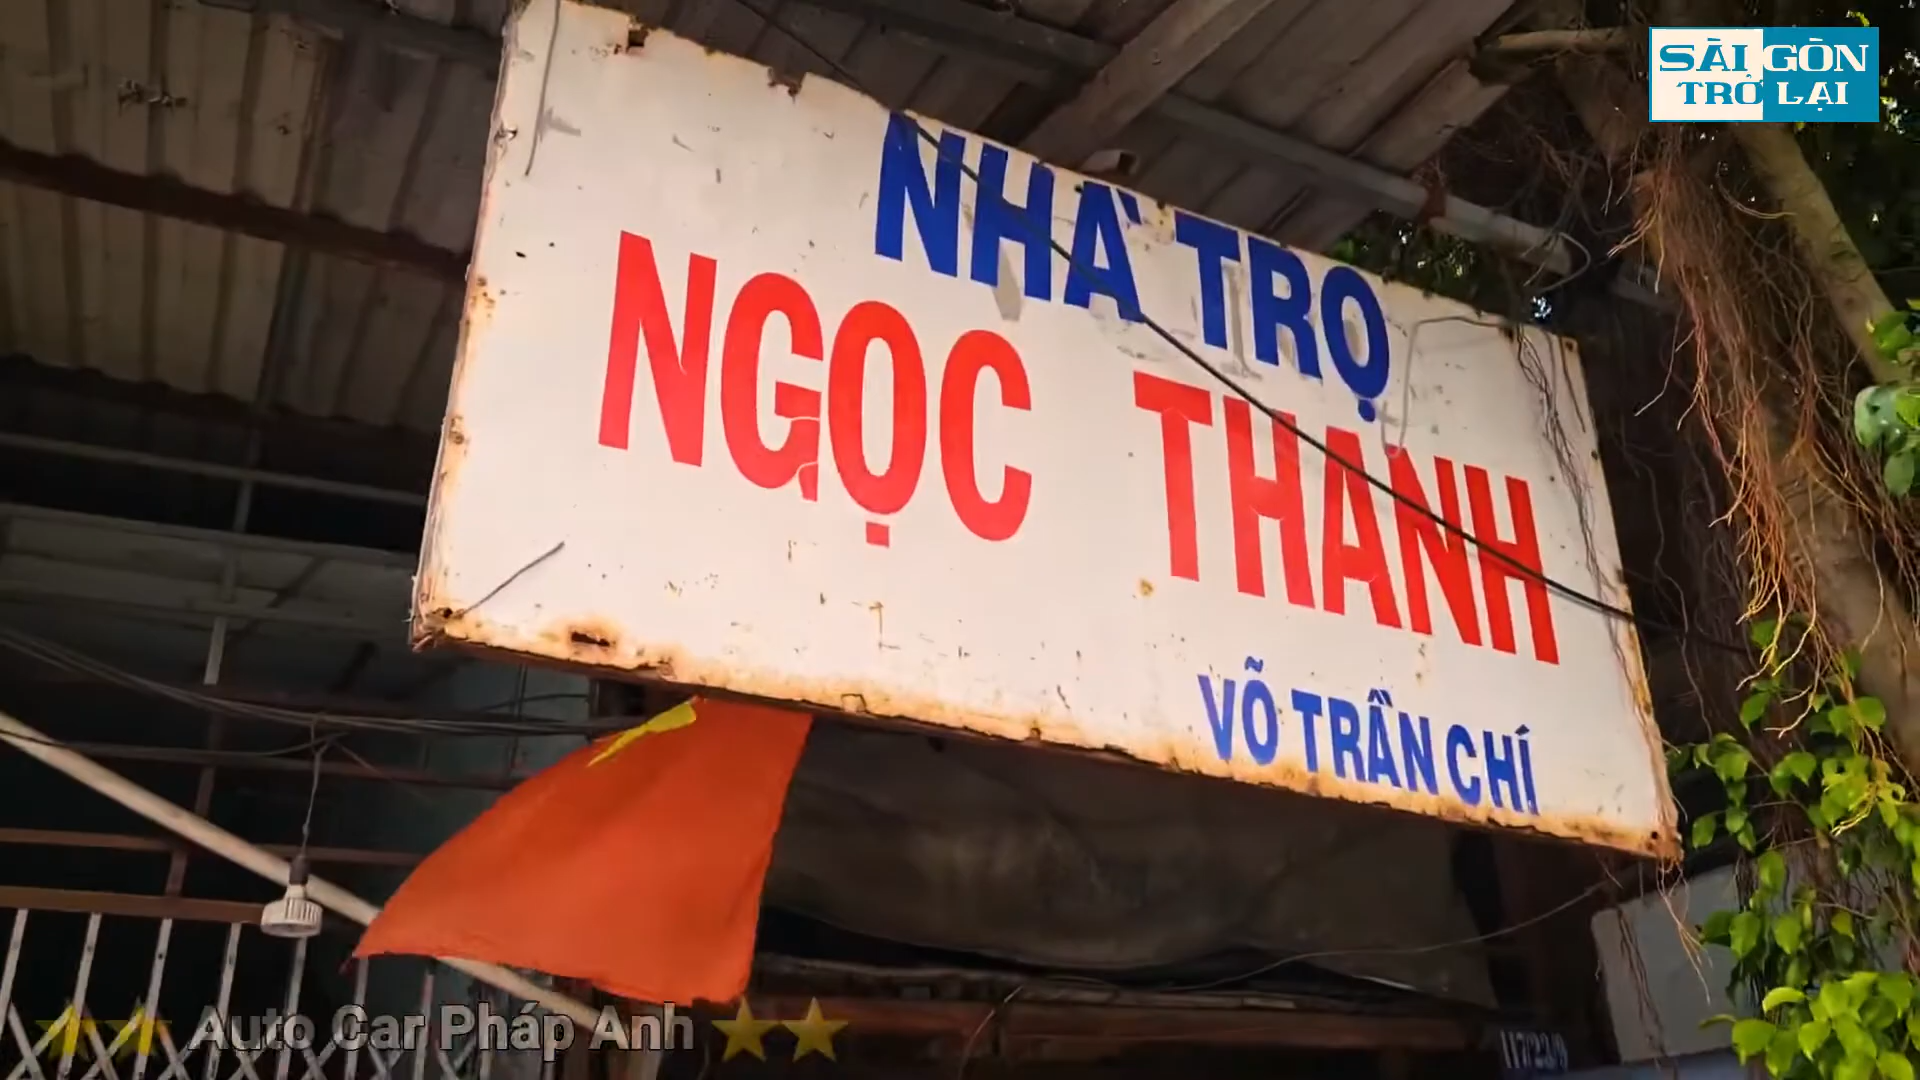 SÀI GÒN
TRỞ LẠI
NHÀ TRỌ
NGỌC THANH
VÕ TRẦN CHÍ
Auto Car Pháp Anh